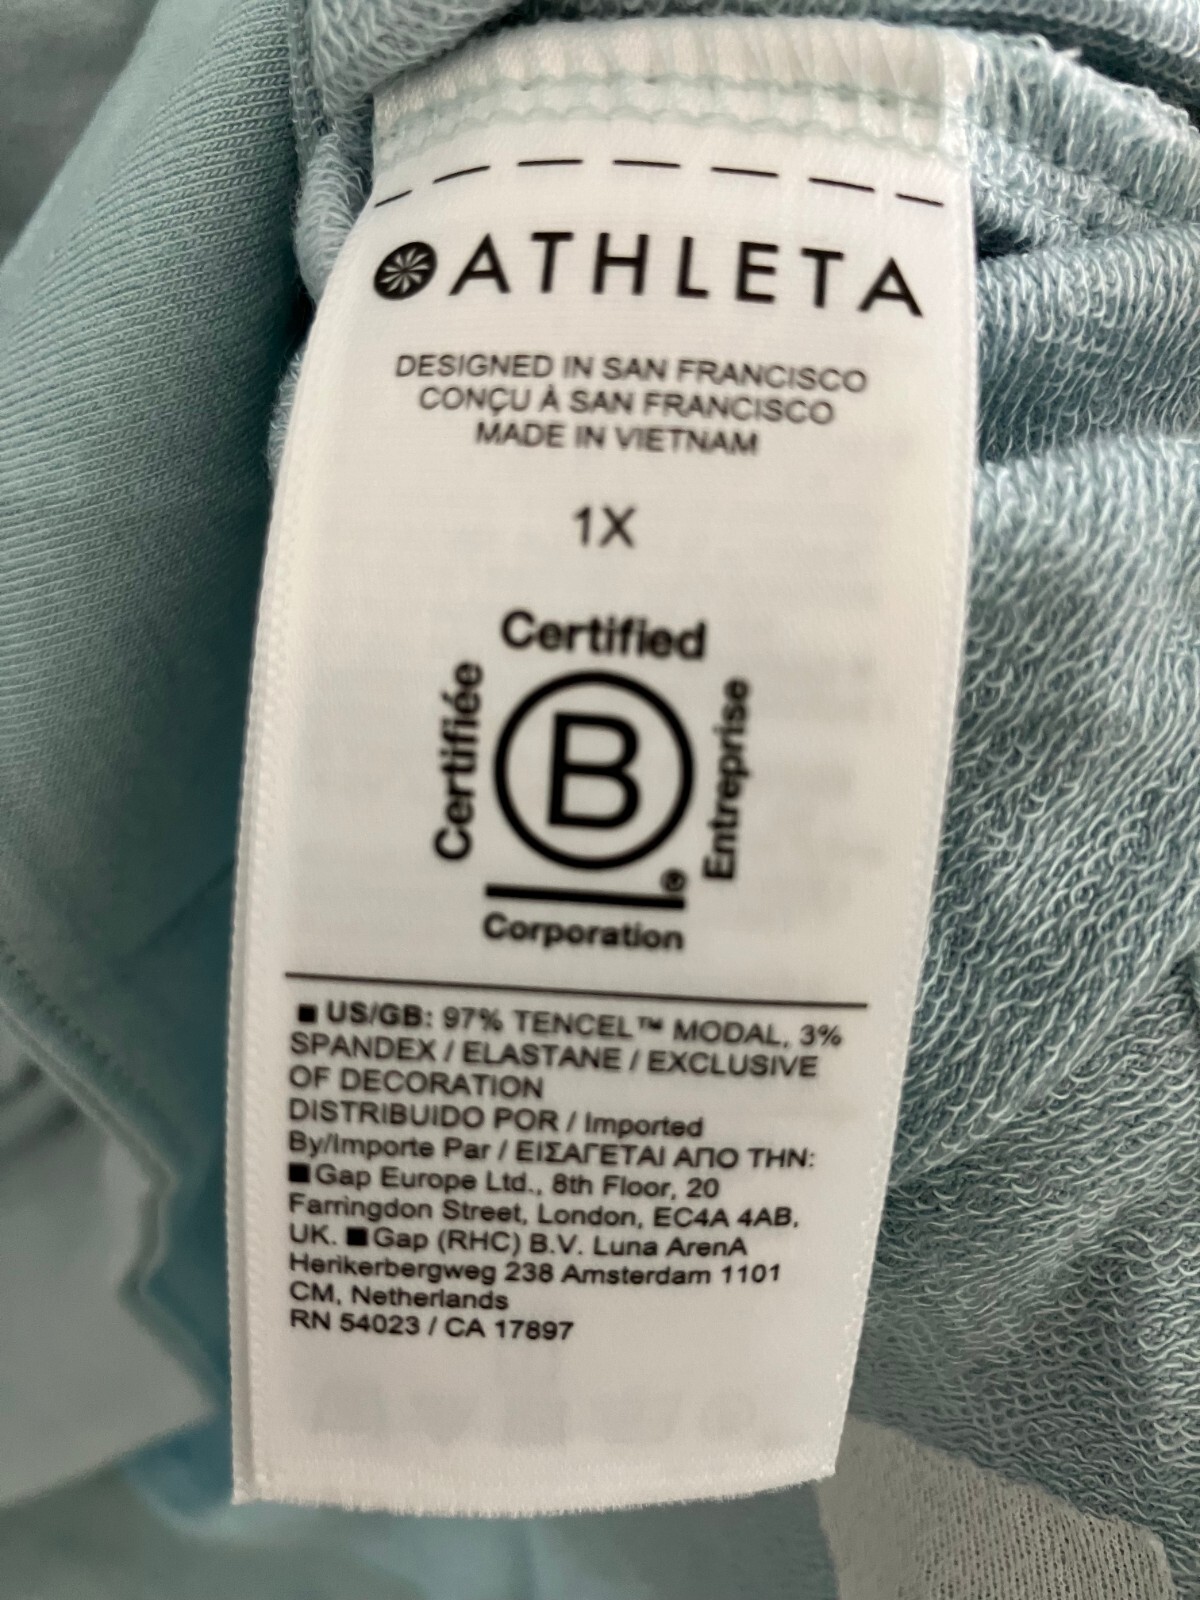 ATHLETA
DESIGNED IN SAN FRANCISCO
CONÇU À SAN FRANCISCO
MADE IN VIETNAM
1X
Certified
Certifiée
B
Entreprise
®
Corporation
■ US/GB: 97% TENCEL™ MODAL, 3%
SPANDEX / ELASTANE / EXCLUSIVE
OF DECORATION
DISTRIBUIDO POR / Imported
By/Importe Par / ΕΙΣΑΓΕΤΑΙ ΑΠΟ ΤΗΝ:
■ Gap Europe Ltd., 8th Floor, 20
Farringdon Street, London, EC4A 4AB,
UK. ■ Gap (RHC) B.V. Luna ArenA
Herikerbergweg 238 Amsterdam 1101
CM, Netherlands
RN 54023 / CA 17897